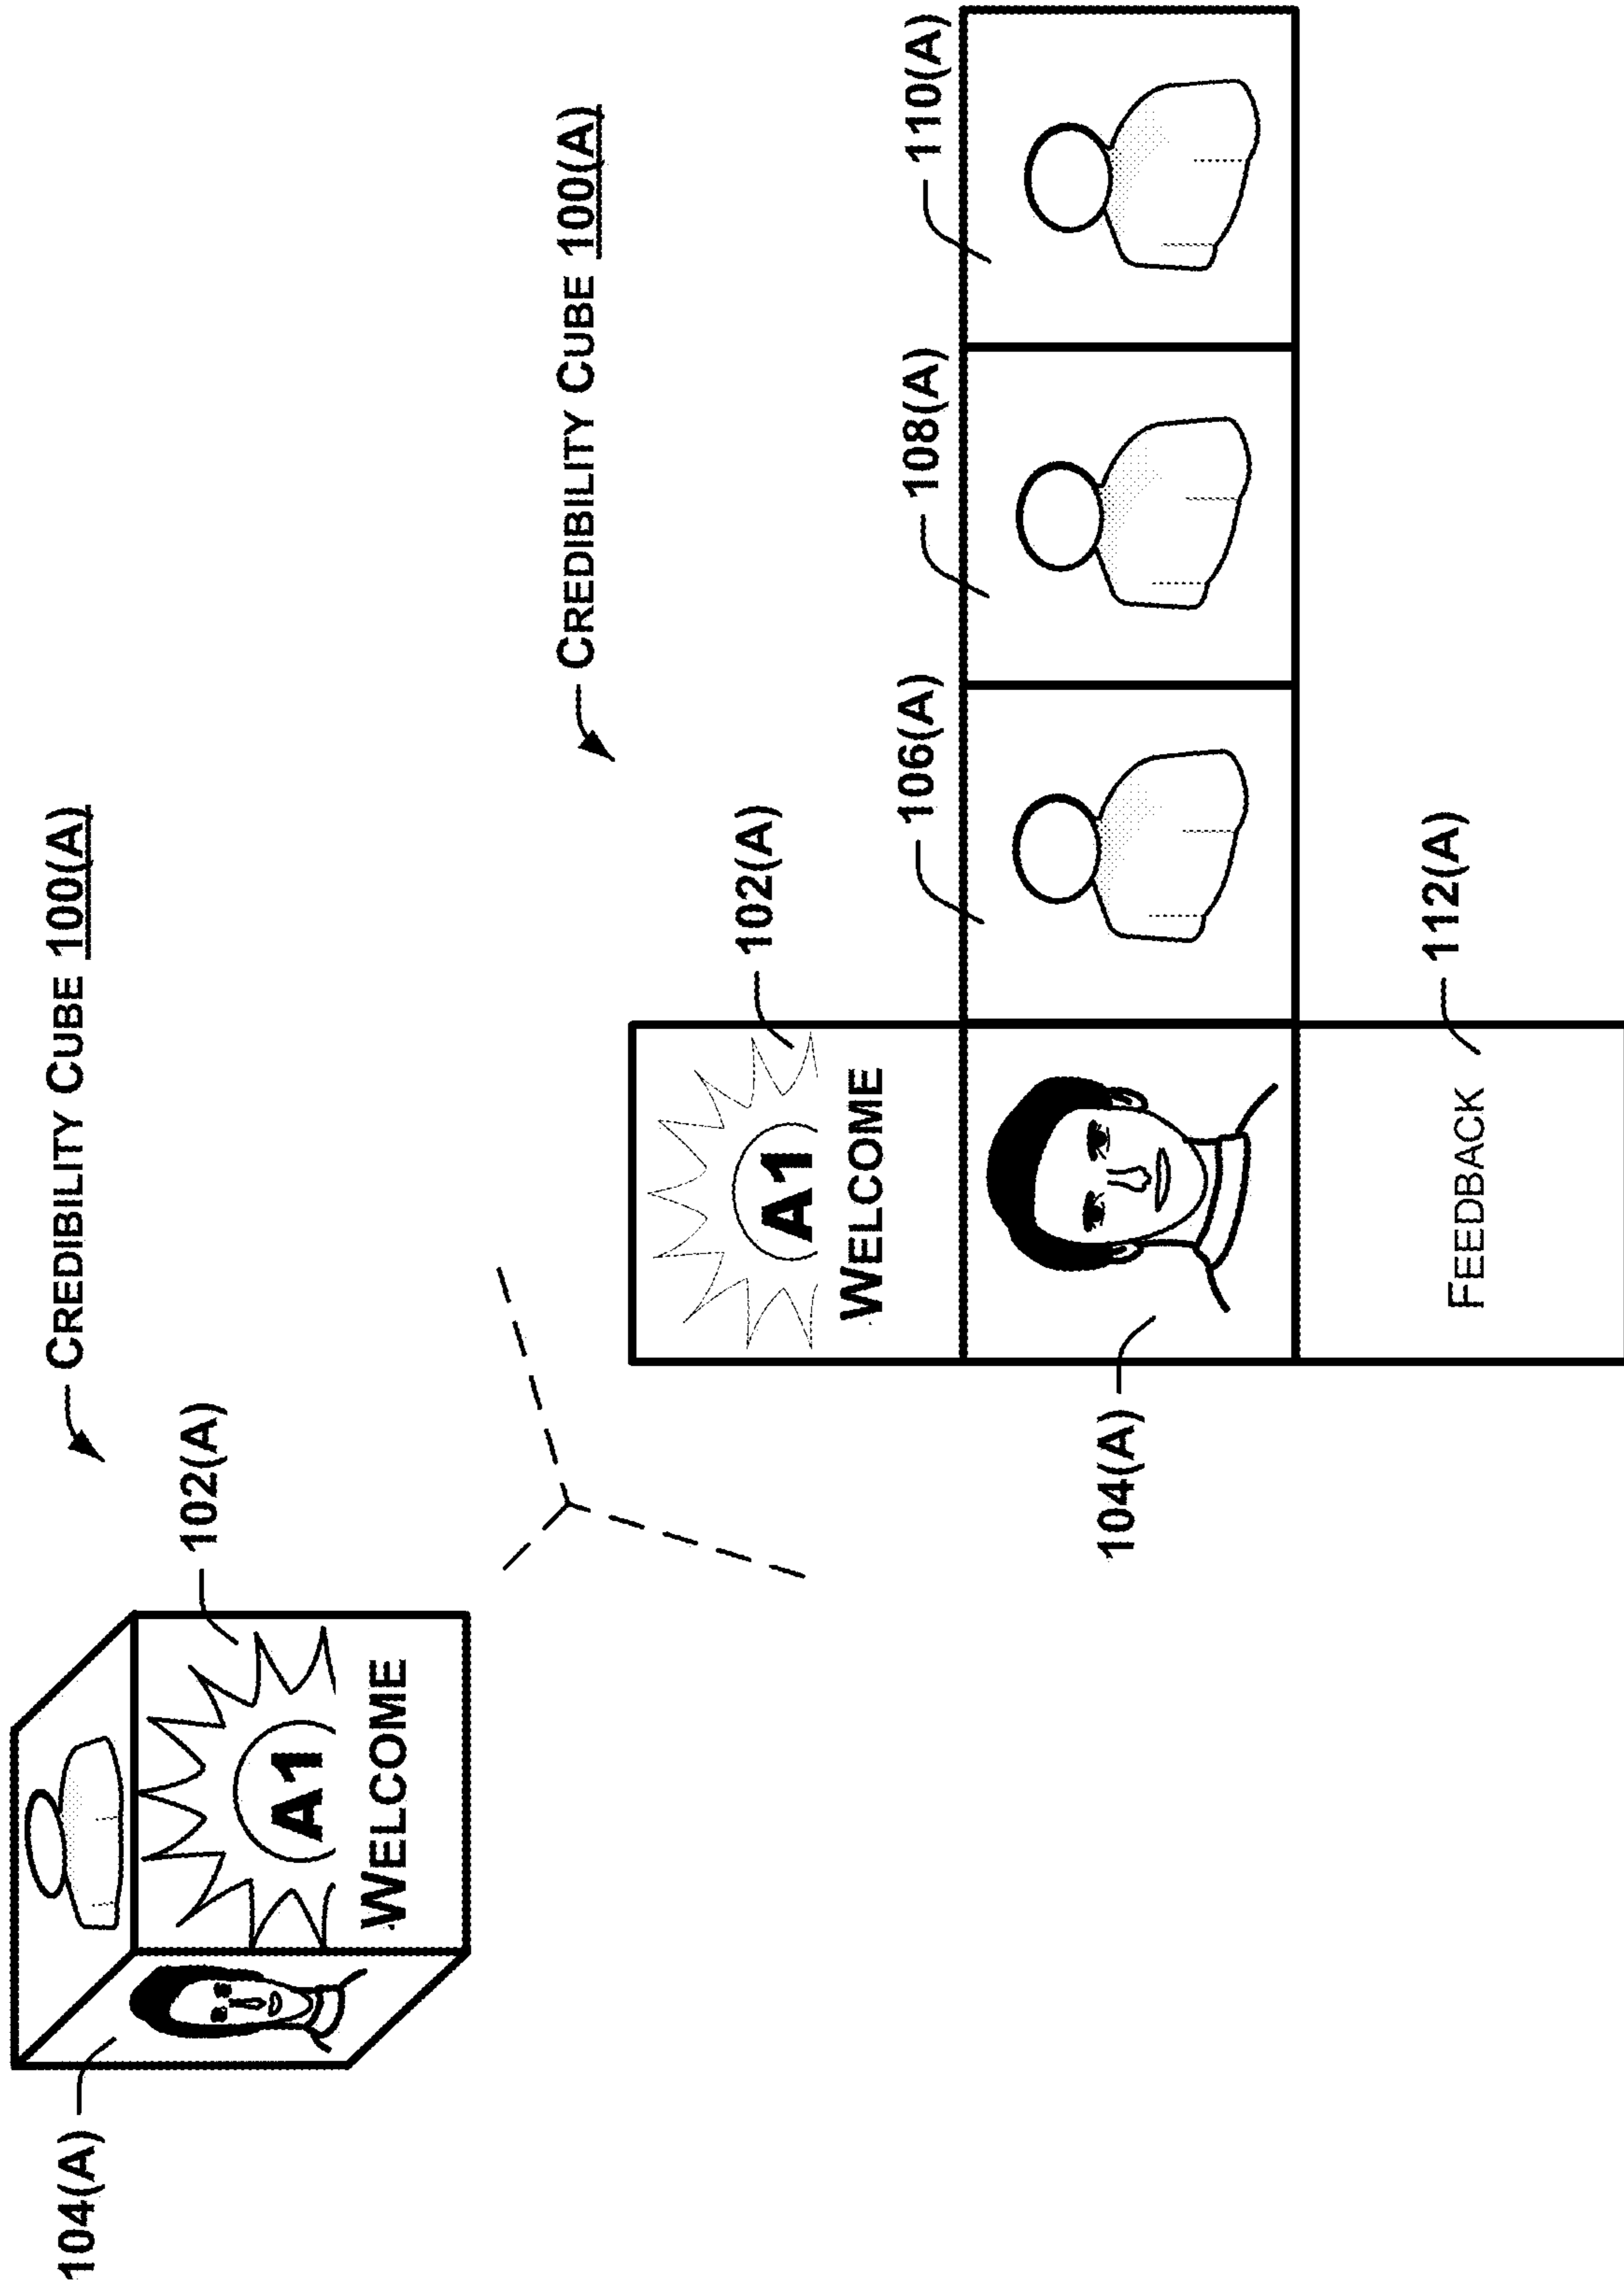 CREDIBILITY CUBE 100(A)
104(A)
102(A)
A1
WELCOME
CREDIBILITY CUBE 100(A)
102(A)
A1
WELCOME
106(A)
108(A)
110(A)
104(A)
FEEDBACK
112(A)